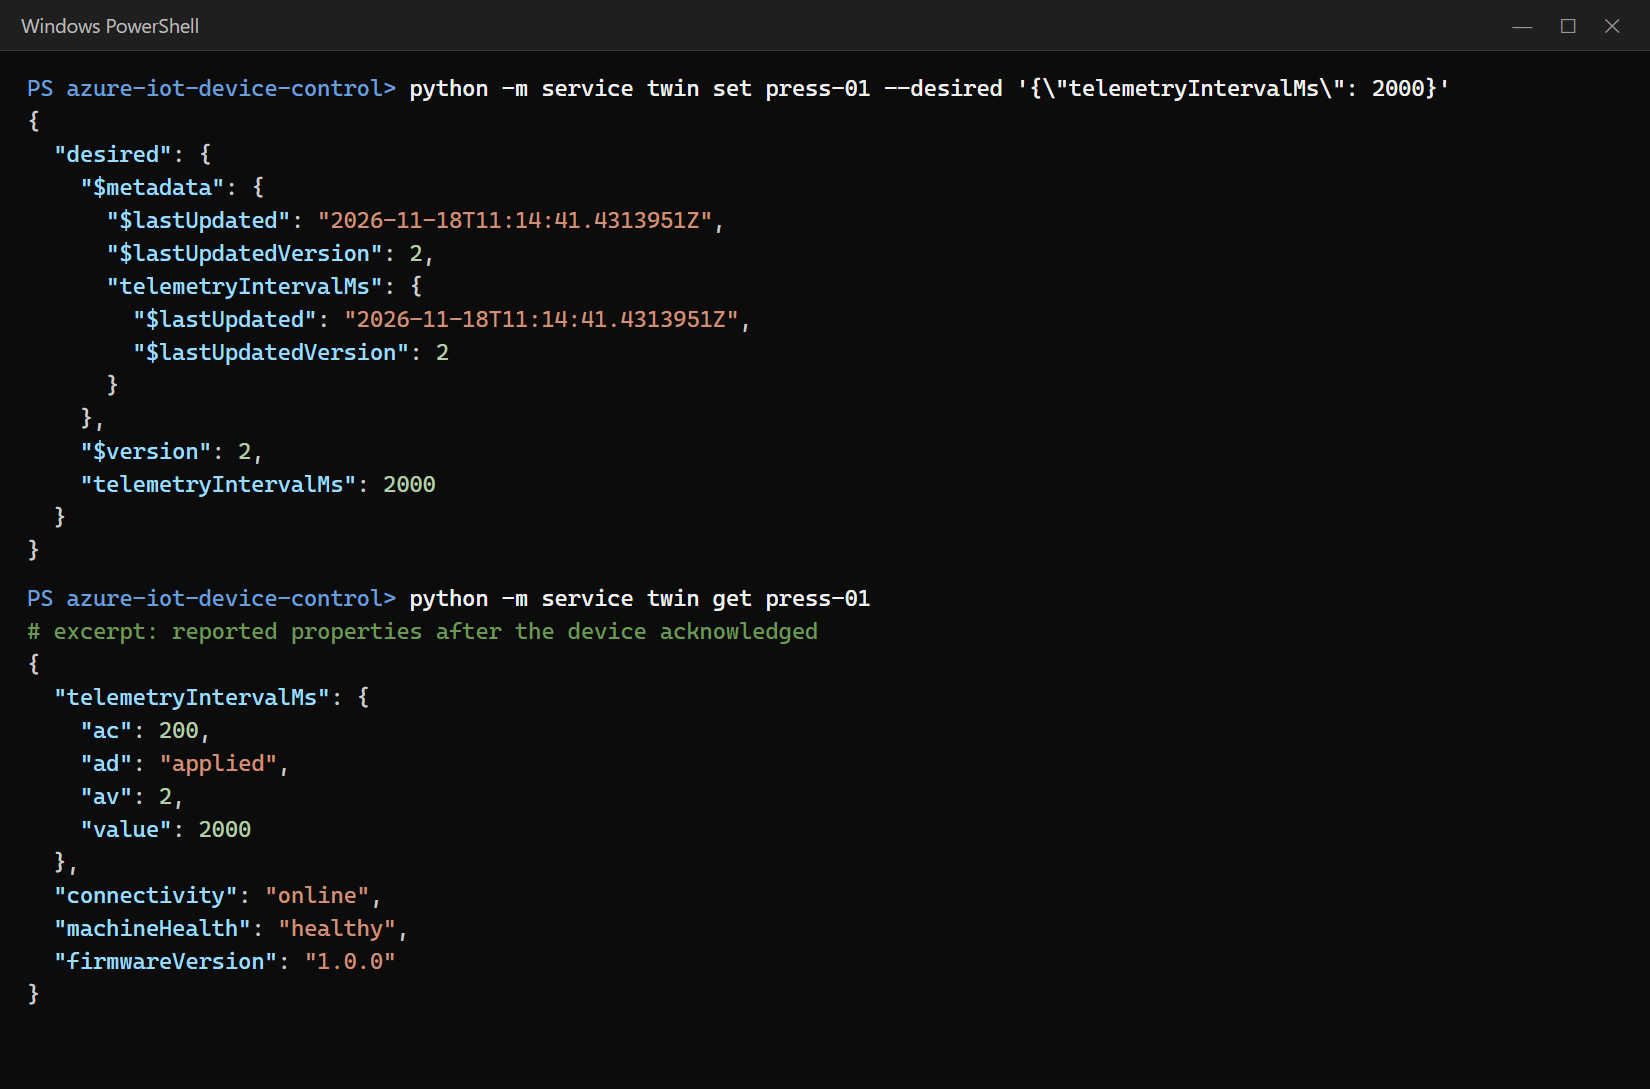 Windows PowerShell
PS azure-iot-device-control> python -m service twin set press-01 --desired '{\"telemetryIntervalMs\": 2000}'
{
  "desired": {
    "$metadata": {
      "$lastUpdated": "2026-11-18T11:14:41.4313951Z",
      "$lastUpdatedVersion": 2,
      "telemetryIntervalMs": {
        "$lastUpdated": "2026-11-18T11:14:41.4313951Z",
        "$lastUpdatedVersion": 2
      }
    },
    "$version": 2,
    "telemetryIntervalMs": 2000
  }
}
PS azure-iot-device-control> python -m service twin get press-01
# excerpt: reported properties after the device acknowledged
{
  "telemetryIntervalMs": {
    "ac": 200,
    "ad": "applied",
    "av": 2,
    "value": 2000
  },
  "connectivity": "online",
  "machineHealth": "healthy",
  "firmwareVersion": "1.0.0"
}